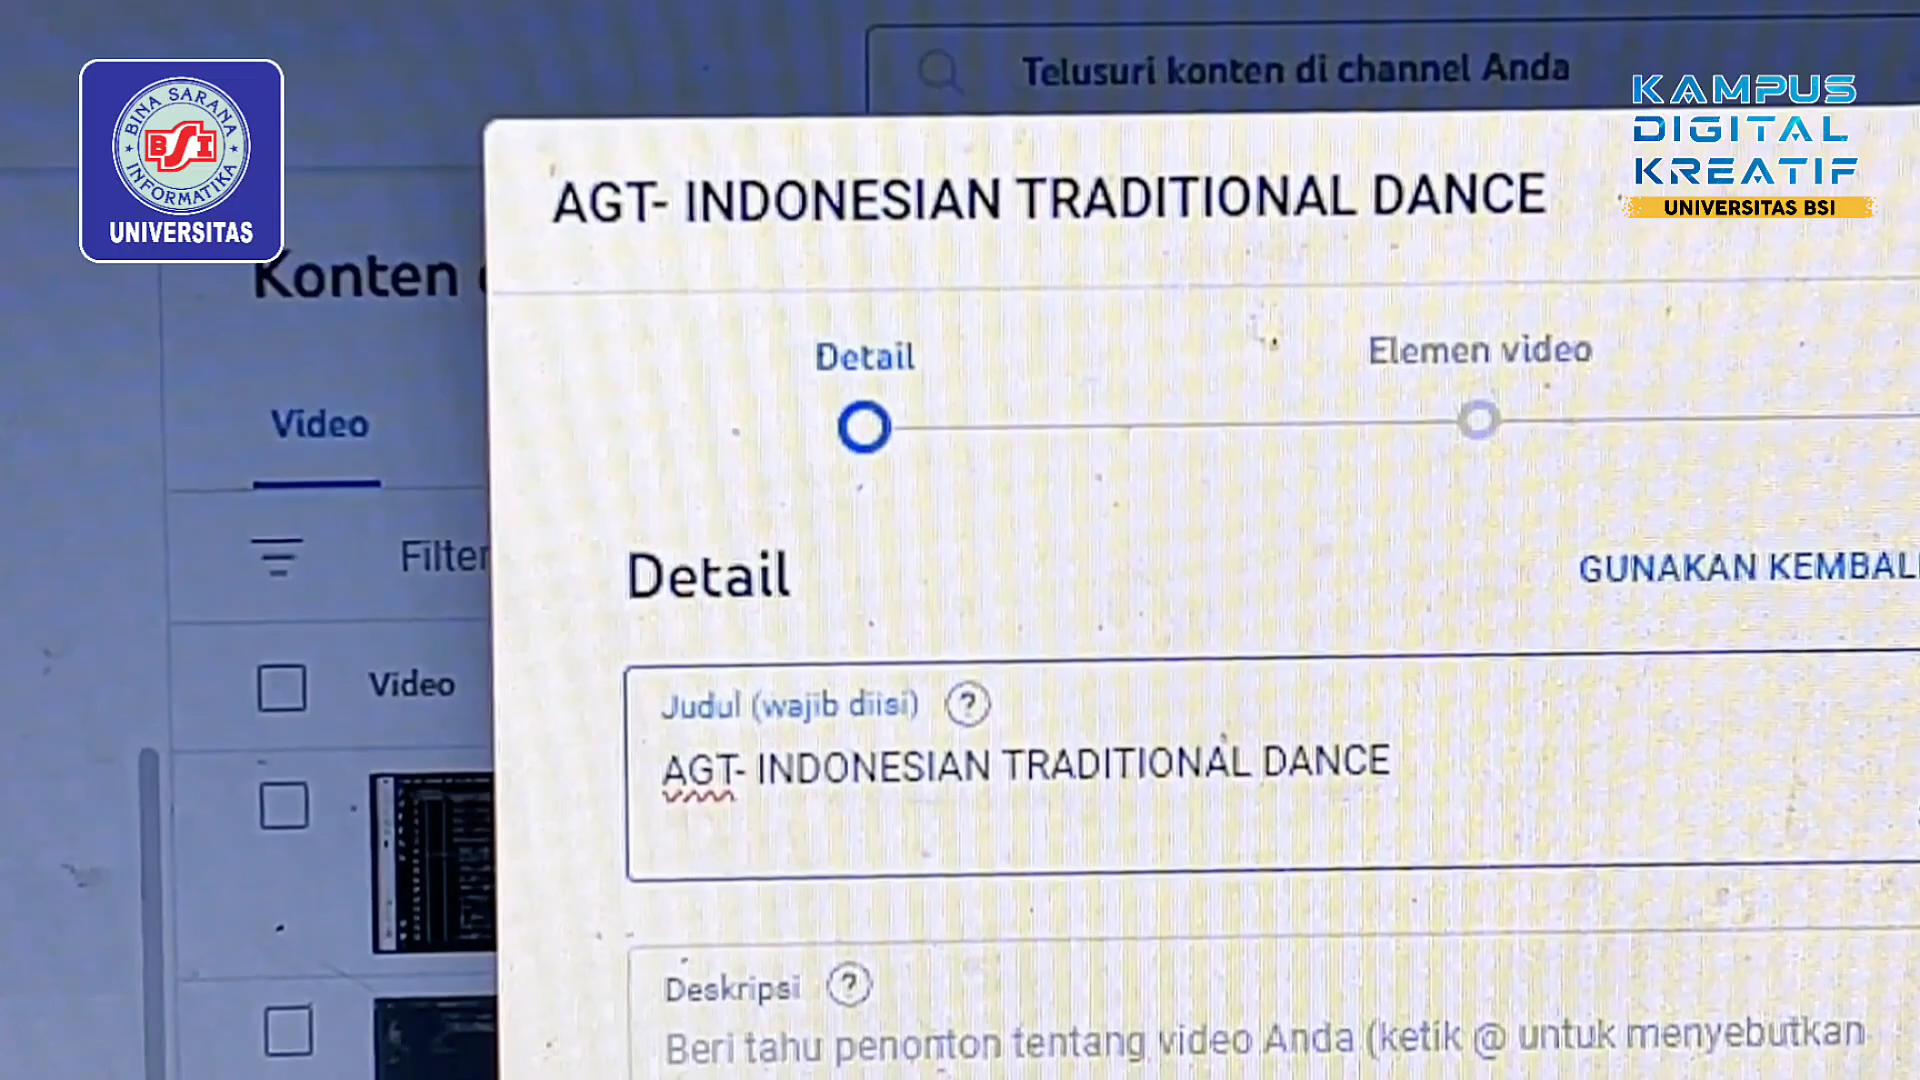 Telusuri konten di channel Anda
BINA SARANA
BSI
INFORMATIKA
UNIVERSITAS
KAMPUS
DIGITAL
KREATIF
UNIVERSITAS BSI
AGT- INDONESIAN TRADITIONAL DANCE
Konten
Detail
Elemen video
Video
Filter
Detail
GUNAKAN KEMBALI
Video
Judul (wajib diisi) ?
AGT- INDONESIAN TRADITIONAL DANCE
Deskripsi ?
Beri tahu penonton tentang video Anda (ketik @ untuk menyebutkan